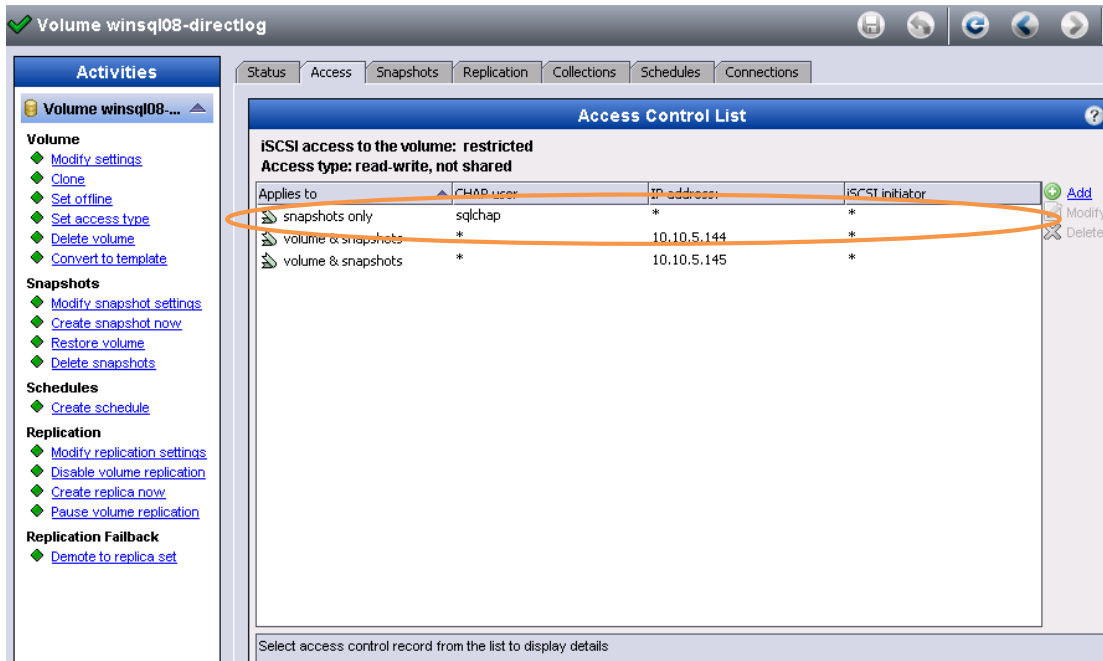 Volume winsql08-directlog
Activities
Volume winsql08-...
Volume
Modify settings
Clone
Set offline
Set access type
Delete volume
Convert to template
Snapshots
Modify snapshot settings
Create snapshot now
Restore volume
Delete snapshots
Schedules
Create schedule
Replication
Modify replication settings
Disable volume replication
Create replica now
Pause volume replication
Replication Failback
Demote to replica set
Status Access Snapshots Replication Collections Schedules Connections
Access Control List ?
iSCSI access to the volume: restricted
Access type: read-write, not shared
Applies to CHAP user IP address: iSCSI initiator
snapshots only sqlchap * *
volume & snapshots * 10.10.5.144 *
volume & snapshots * 10.10.5.145 *
Add
Modify
Delete
Select access control record from the list to display details